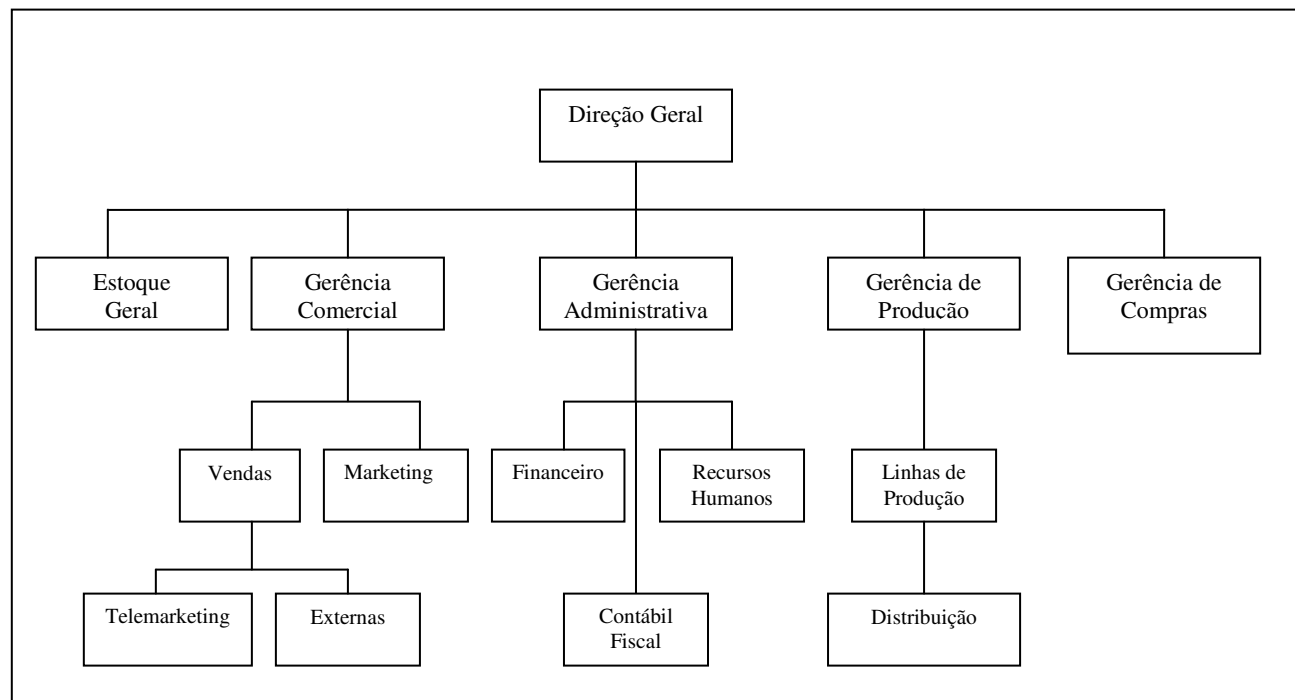 Direção Geral
Estoque
Geral
Gerência
Comercial
Gerência
Administrativa
Gerência de
Produção
Gerência de
Compras
Vendas
Marketing
Financeiro
Recursos
Humanos
Linhas de
Produção
Telemarketing
Externas
Contábil
Fiscal
Distribuição